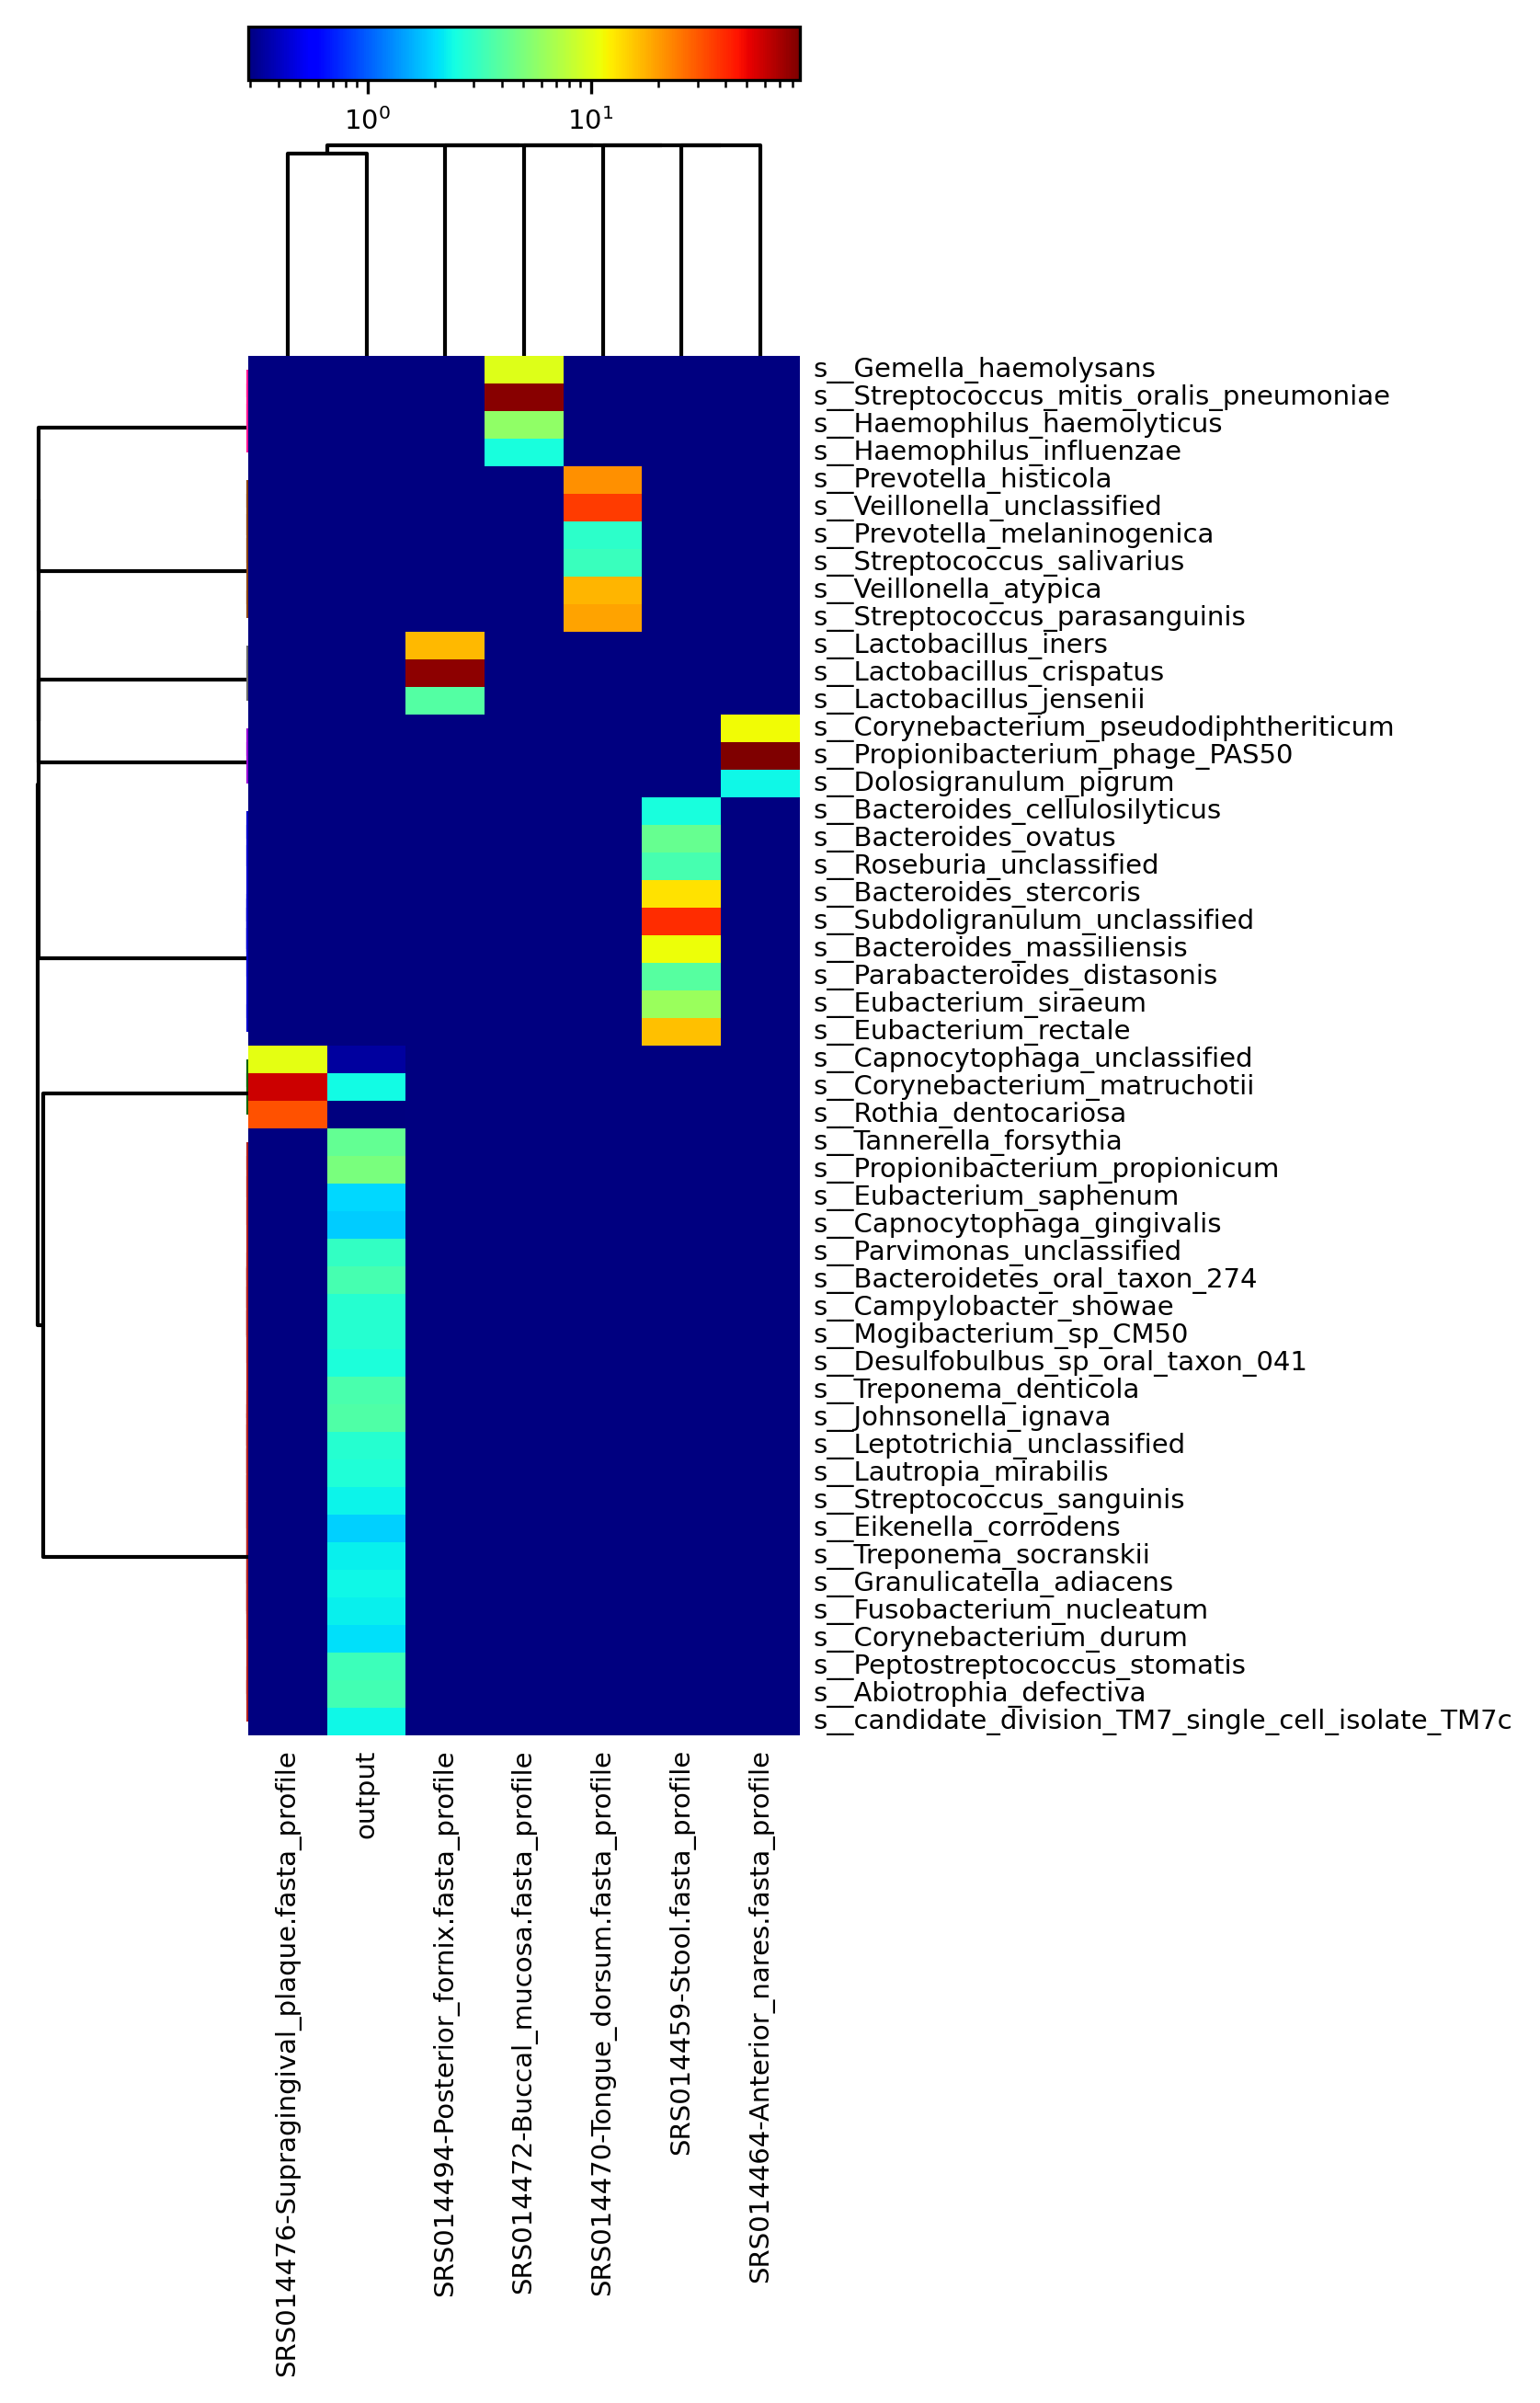 10⁰ 10¹
s__Gemella_haemolysans
s__Streptococcus_mitis_oralis_pneumoniae
s__Haemophilus_haemolyticus
s__Haemophilus_influenzae
s__Prevotella_histicola
s__Veillonella_unclassified
s__Prevotella_melaninogenica
s__Streptococcus_salivarius
s__Veillonella_atypica
s__Streptococcus_parasanguinis
s__Lactobacillus_iners
s__Lactobacillus_crispatus
s__Lactobacillus_jensenii
s__Corynebacterium_pseudodiphtheriticum
s__Propionibacterium_phage_PAS50
s__Dolosigranulum_pigrum
s__Bacteroides_cellulosilyticus
s__Bacteroides_ovatus
s__Roseburia_unclassified
s__Bacteroides_stercoris
s__Subdoligranulum_unclassified
s__Bacteroides_massiliensis
s__Parabacteroides_distasonis
s__Eubacterium_siraeum
s__Eubacterium_rectale
s__Capnocytophaga_unclassified
s__Corynebacterium_matruchotii
s__Rothia_dentocariosa
s__Tannerella_forsythia
s__Propionibacterium_propionicum
s__Eubacterium_saphenum
s__Capnocytophaga_gingivalis
s__Parvimonas_unclassified
s__Bacteroidetes_oral_taxon_274
s__Campylobacter_showae
s__Mogibacterium_sp_CM50
s__Desulfobulbus_sp_oral_taxon_041
s__Treponema_denticola
s__Johnsonella_ignava
s__Leptotrichia_unclassified
s__Lautropia_mirabilis
s__Streptococcus_sanguinis
s__Eikenella_corrodens
s__Treponema_socranskii
s__Granulicatella_adiacens
s__Fusobacterium_nucleatum
s__Corynebacterium_durum
s__Peptostreptococcus_stomatis
s__Abiotrophia_defectiva
s__candidate_division_TM7_single_cell_isolate_TM7c
SRS014476-Supragingival_plaque.fasta_profile
output
SRS014494-Posterior_fornix.fasta_profile
SRS014472-Buccal_mucosa.fasta_profile
SRS014470-Tongue_dorsum.fasta_profile
SRS014459-Stool.fasta_profile
SRS014464-Anterior_nares.fasta_profile